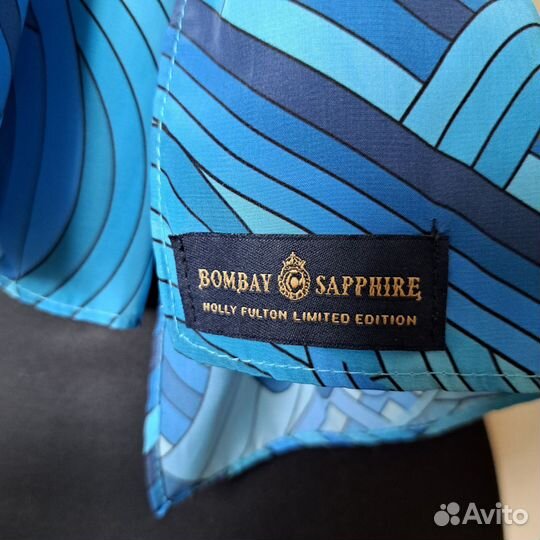 BOMBAY SAPPHIRE
HOLLY FULTON LIMITED EDITION
Avito